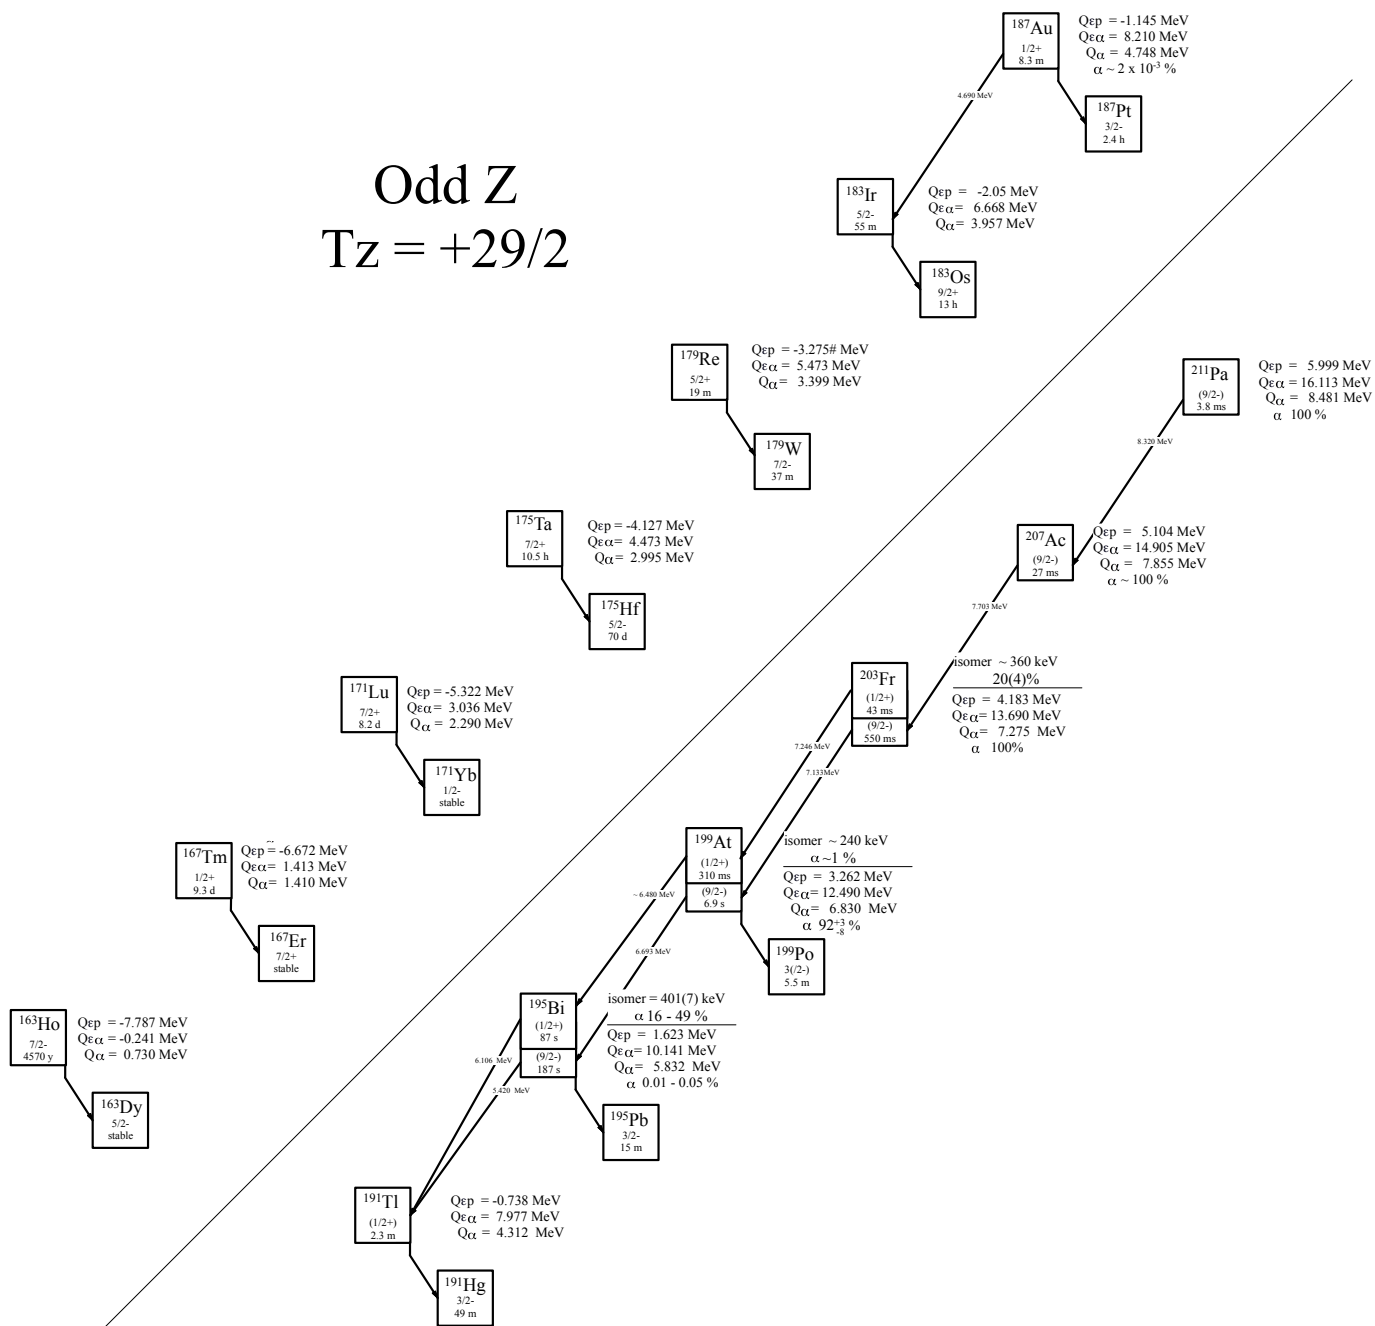 187Au
1/2+
8.3 m
Qεp = -1.145 MeV
Qεα = 8.210 MeV
Qα = 4.748 MeV
α ~ 2 x 10-3 %
4.690 MeV
187Pt
3/2-
2.4 h
Odd Z
Tz = +29/2
183Ir
5/2-
55 m
Qεp = -2.05 MeV
Qεα= 6.668 MeV
Qα= 3.957 MeV
183Os
9/2+
13 h
179Re
5/2+
19 m
Qεp = -3.275# MeV
Qεα = 5.473 MeV
Qα = 3.399 MeV
179W
7/2-
37 m
211Pa
(9/2-)
3.8 ms
Qεp = 5.999 MeV
Qεα = 16.113 MeV
Qα = 8.481 MeV
α 100 %
8.320 MeV
175Ta
7/2+
10.5 h
Qεp = -4.127 MeV
Qεα = 4.473 MeV
Qα = 2.995 MeV
175Hf
5/2-
70 d
207Ac
(9/2-)
27 ms
Qεp = 5.104 MeV
Qεα = 14.905 MeV
Qα = 7.855 MeV
α ~ 100 %
7.703 MeV
171Lu
7/2+
8.2 d
Qεp = -5.322 MeV
Qεα= 3.036 MeV
Qα = 2.290 MeV
171Yb
1/2-
stable
203Fr
(1/2+)
43 ms
(9/2-)
550 ms
isomer ~ 360 keV
20(4)%
Qεp = 4.183 MeV
Qεα= 13.690 MeV
Qα= 7.275 MeV
α 100%
7.246 MeV
7.133MeV
167Tm
1/2+
9.3 d
Qεp = -6.672 MeV
Qεα= 1.413 MeV
Qα= 1.410 MeV
167Er
7/2+
stable
199At
(1/2+)
310 ms
(9/2-)
6.9 s
isomer ~ 240 keV
α ~1 %
Qεp = 3.262 MeV
Qεα= 12.490 MeV
Qα= 6.830 MeV
α 92+3-8 %
~ 6.480 MeV
6.693 MeV
199Po
3(/2-)
5.5 m
163Ho
7/2-
4570 y
Qεp = -7.787 MeV
Qεα = -0.241 MeV
Qα = 0.730 MeV
163Dy
5/2-
stable
195Bi
(1/2+)
87 s
(9/2-)
187 s
isomer = 401(7) keV
α 16 - 49 %
Qεp = 1.623 MeV
Qεα= 10.141 MeV
Qα= 5.832 MeV
α 0.01 - 0.05 %
6.106 MeV
5.420 MeV
195Pb
3/2-
15 m
191Tl
(1/2+)
2.3 m
Qεp = -0.738 MeV
Qεα = 7.977 MeV
Qα = 4.312 MeV
191Hg
3/2-
49 m